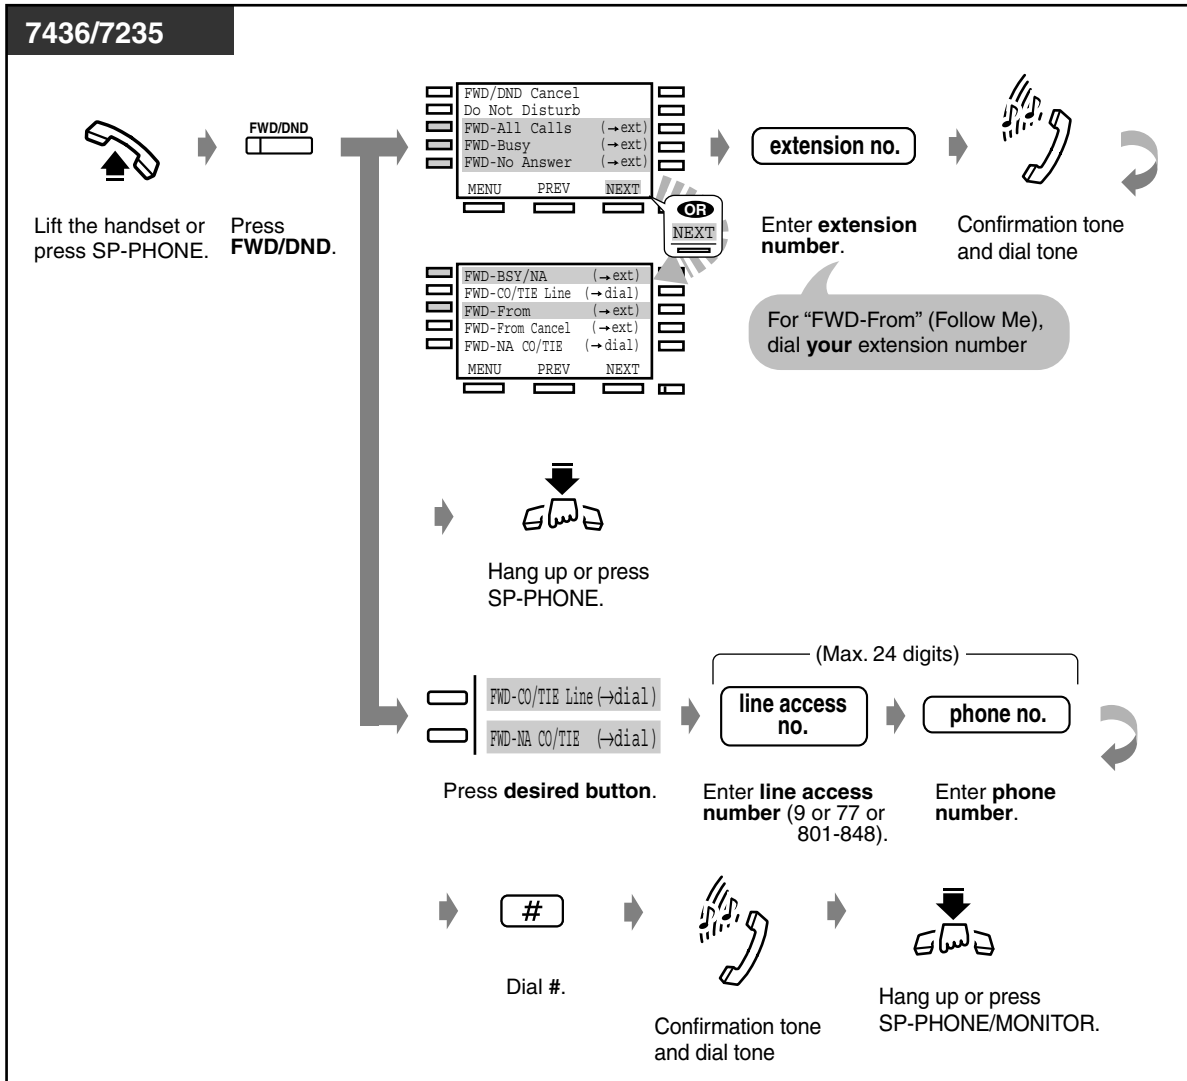 7436/7235
FWD/DND
Lift the handset or
press SP-PHONE.
Press
FWD/DND.
FWD/DND Cancel
Do Not Disturb
FWD-All Calls (→ext)
FWD-Busy (→ext)
FWD-No Answer (→ext)
MENU PREV NEXT
OR
NEXT
FWD-BSY/NA (→ext)
FWD-CO/TIE Line (→dial)
FWD-From (→ext)
FWD-From Cancel (→ext)
FWD-NA CO/TIE (→dial)
MENU PREV NEXT
extension no.
Enter extension
number.
Confirmation tone
and dial tone
For “FWD-From” (Follow Me),
dial your extension number
Hang up or press
SP-PHONE.
FWD-CO/TIE Line(→dial)
FWD-NA CO/TIE (→dial)
Press desired button.
(Max. 24 digits)
line access
no.
Enter line access
number (9 or 77 or
801-848).
phone no.
Enter phone
number.
#
Dial #.
Confirmation tone
and dial tone
Hang up or press
SP-PHONE/MONITOR.